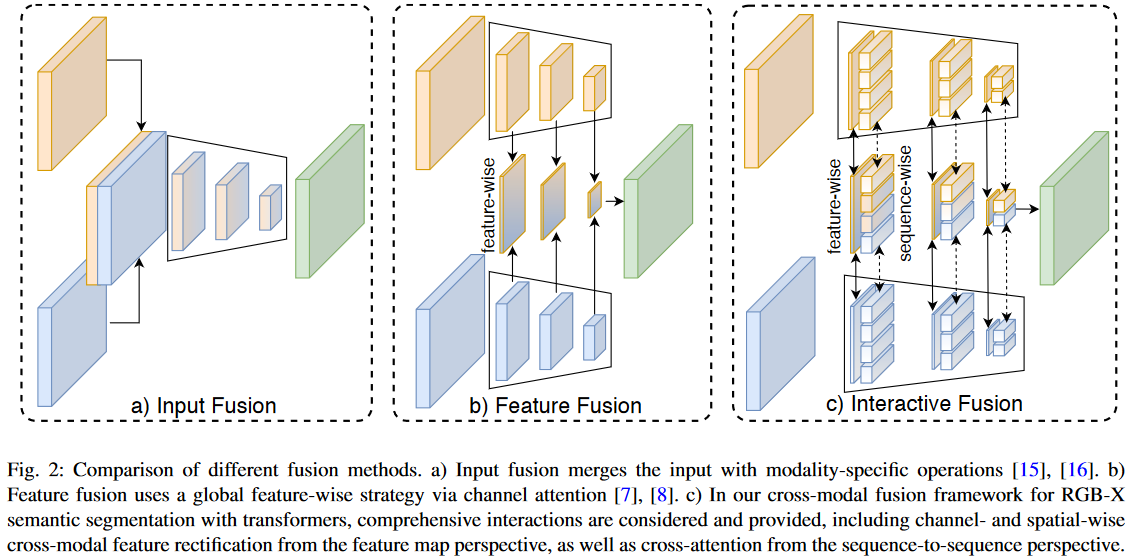 feature-wise
feature-wise
sequence-wise
a) Input Fusion
b) Feature Fusion
c) Interactive Fusion
Fig. 2: Comparison of different fusion methods. a) Input fusion merges the input with modality-specific operations [15], [16]. b)
Feature fusion uses a global feature-wise strategy via channel attention [7], [8]. c) In our cross-modal fusion framework for RGB-X
semantic segmentation with transformers, comprehensive interactions are considered and provided, including channel- and spatial-wise
cross-modal feature rectification from the feature map perspective, as well as cross-attention from the sequence-to-sequence perspective.